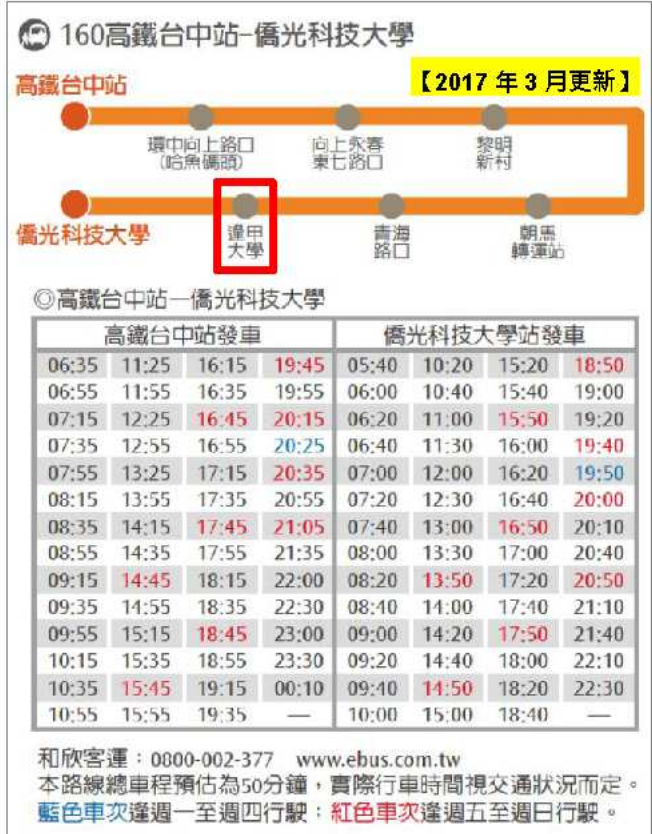 160高鐵台中站-僑光科技大學
高鐵台中站
【2017 年 3 月更新】
環中向上路口
(哈魚碼頭)
向上永春
東七路口
黎明
新村
僑光科技大學
逢甲
大學
青海
路口
朝馬
轉運站
◎高鐵台中站—僑光科技大學
高鐵台中站發車 僑光科技大學站發車
06:35 11:25 16:15 19:45 05:40 10:20 15:20 18:50
06:55 11:55 16:35 19:55 06:00 10:40 15:40 19:00
07:15 12:25 16:45 20:15 06:20 11:00 15:50 19:20
07:35 12:55 16:55 20:25 06:40 11:30 16:00 19:40
07:55 13:25 17:15 20:35 07:00 12:00 16:20 19:50
08:15 13:55 17:35 20:55 07:20 12:30 16:40 20:00
08:35 14:15 17:45 21:05 07:40 13:00 16:50 20:10
08:55 14:35 17:55 21:35 08:00 13:30 17:00 20:40
09:15 14:45 18:15 22:00 08:20 13:50 17:20 20:50
09:35 14:55 18:35 22:30 08:40 14:00 17:40 21:10
09:55 15:15 18:45 23:00 09:00 14:20 17:50 21:40
10:15 15:35 18:55 23:30 09:20 14:40 18:00 22:10
10:35 15:45 19:15 00:10 09:40 14:50 18:20 22:30
10:55 15:55 19:35 — 10:00 15:00 18:40 —
和欣客運：0800-002-377 www.ebus.com.tw
本路線總車程預估為50分鐘，實際行車時間視交通狀況而定。
藍色車次逢週一至週四行駛；紅色車次逢週五至週日行駛。